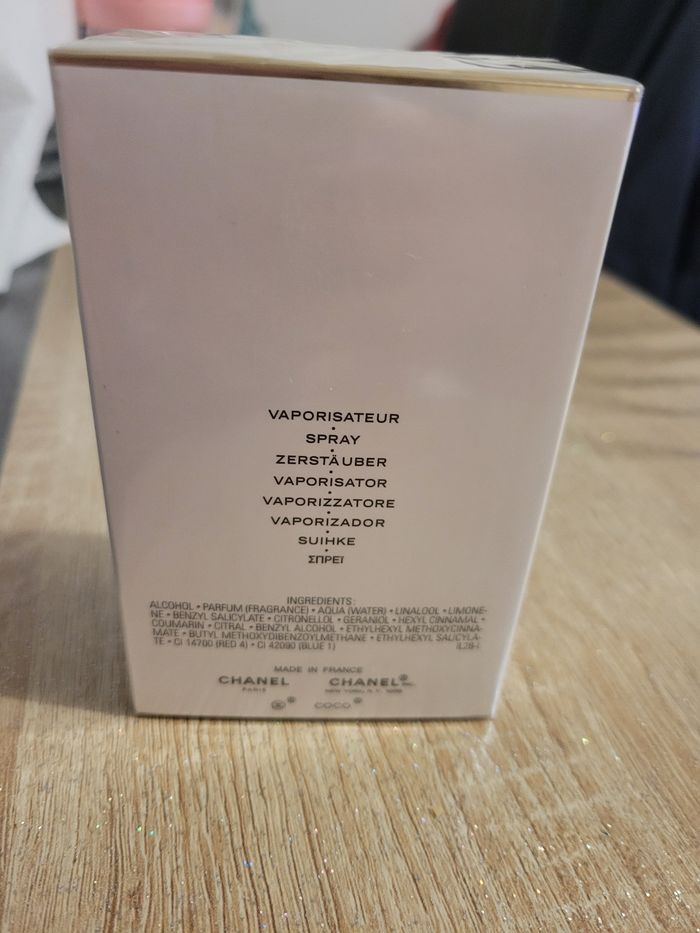 VAPORISATEUR
•
SPRAY
•
ZERSTÄUBER
•
VAPORISATOR
•
VAPORIZZATORE
•
VAPORIZADOR
•
SUIHKE
•
ΣΠΡΕΪ
INGREDIENTS:
ALCOHOL • PARFUM (FRAGRANCE) • AQUA (WATER) • LINALOOL • LIMONE-
NE • BENZYL SALICYLATE • CITRONELLOL • GERANIOL • HEXYL CINNAMAL •
COUMARIN • CITRAL • BENZYL ALCOHOL • ETHYLHEXYL METHOXYCINNA-
MATE • BUTYL METHOXYDIBENZOYLMETHANE • ETHYLHEXYL SALICYLA-
TE • CI 14700 (RED 4) • CI 42090 (BLUE 1) IL28-I
MADE IN FRANCE
CHANEL CHANEL® INC.
PARIS NEW YORK, N.Y.
® COCO®